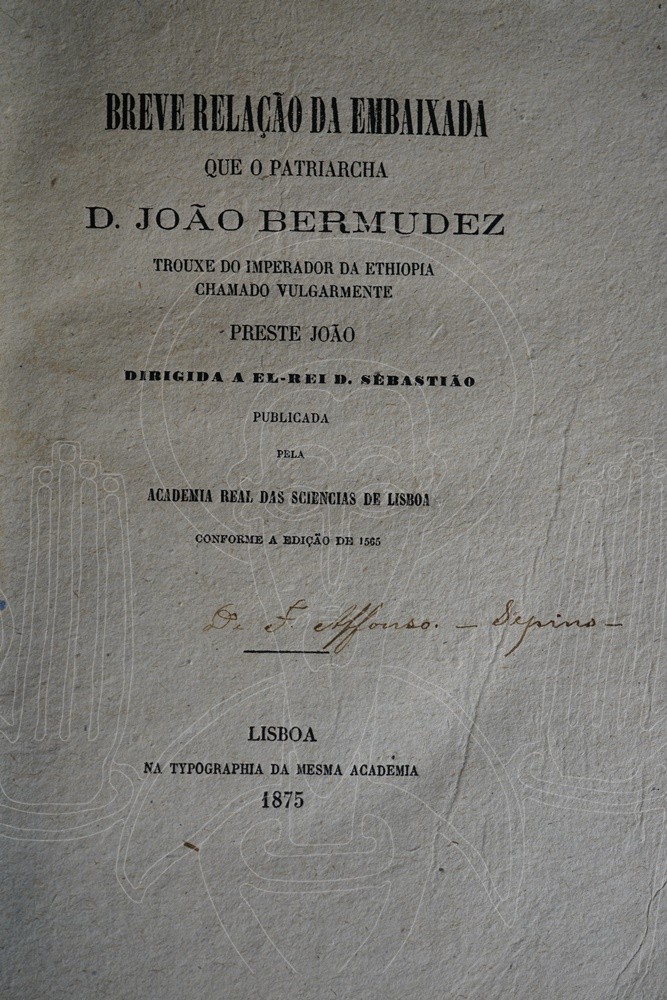 BREVE RELAÇÃO DA EMBAIXADA
QUE O PATRIARCHA
D. JOÃO BERMUDEZ
TROUXE DO IMPERADOR DA ETHIOPIA
CHAMADO VULGARMENTE
PRESTE JOÃO
DIRIGIDA A EL-REI D. SEBASTIÃO
PUBLICADA
PELA
ACADEMIA REAL DAS SCIENCIAS DE LISBOA
CONFORME A EDIÇÃO DE 1565
De F. Affonso. —
LISBOA
NA TYPOGRAPHIA DA MESMA ACADEMIA
1875